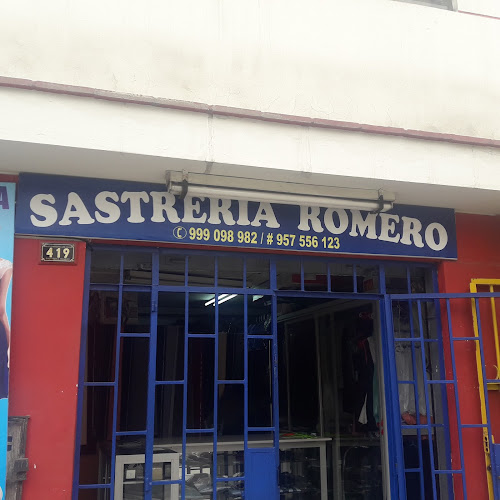 SASTRERIA ROMERO
999 098 982 / # 957 556 123
419
A